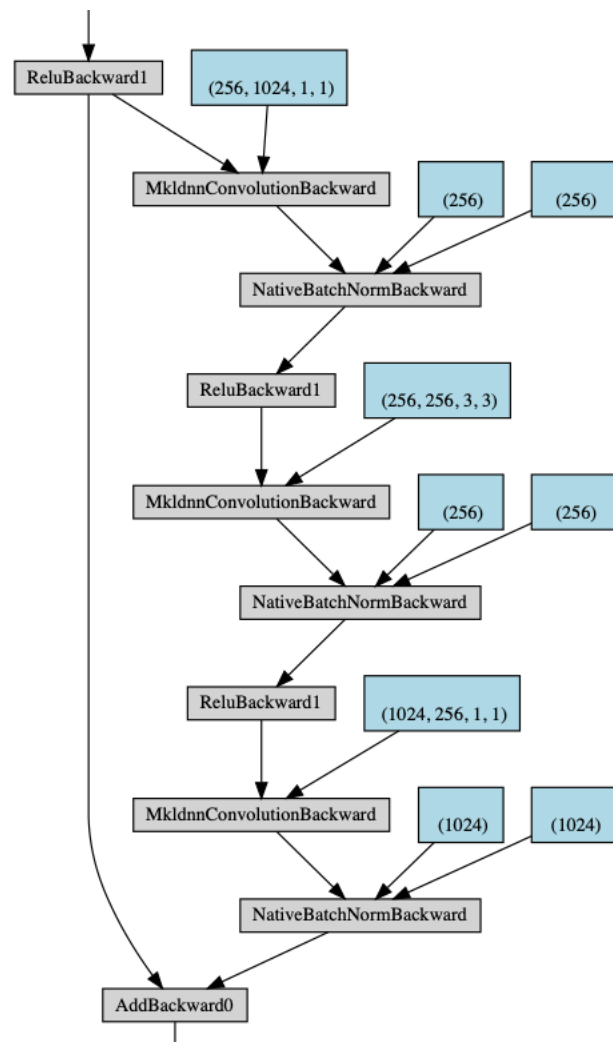 ReluBackward1
(256, 1024, 1, 1)
MkldnnConvolutionBackward
(256)
(256)
NativeBatchNormBackward
ReluBackward1
(256, 256, 3, 3)
MkldnnConvolutionBackward
(256)
(256)
NativeBatchNormBackward
ReluBackward1
(1024, 256, 1, 1)
MkldnnConvolutionBackward
(1024)
(1024)
NativeBatchNormBackward
AddBackward0